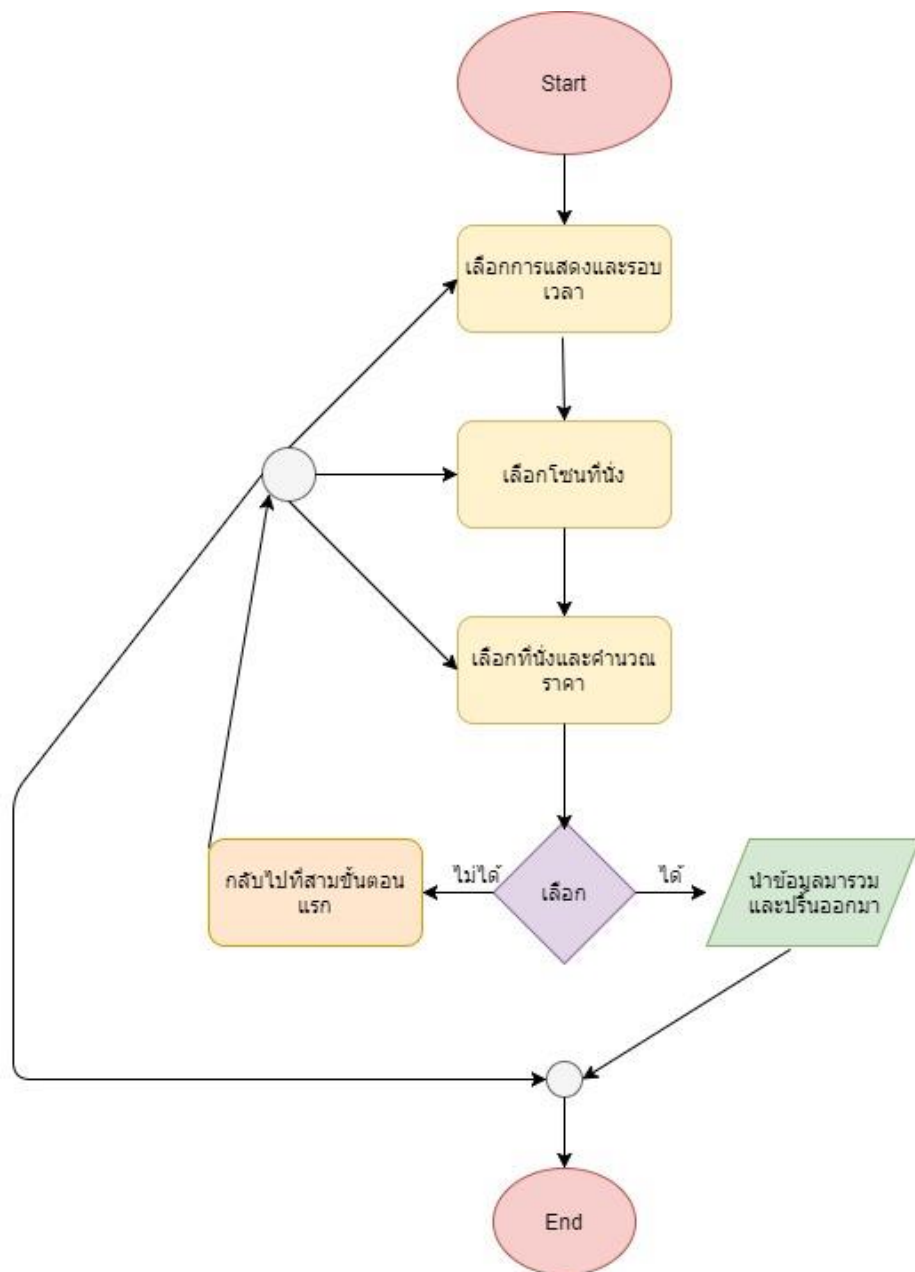 Start
เลือกการแสดงและรอบ
เวลา
เลือกโซนที่นั่ง
เลือกที่นั่งและคำนวณ
ราคา
กลับไปที่สามขั้นตอน
แรก
ไม่ได้
เลือก
ได้
นำข้อมูลมารวม
และปริ้นออกมา
End